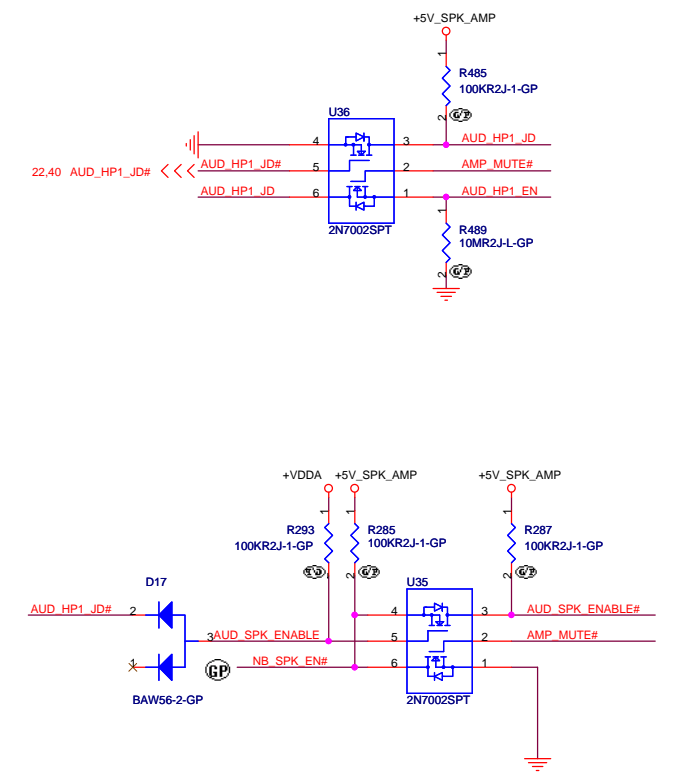 +5V_SPK_AMP
1
R485
100KR2J-1-GP
2
G/P
U36
4
3
AUD_HP1_JD
22,40 AUD_HP1_JD#
AUD_HP1_JD#
5
2
AMP_MUTE#
AUD_HP1_JD
6
1
AUD_HP1_EN
2N7002SPT
1
R489
10MR2J-L-GP
2
G/P
+VDDA
+5V_SPK_AMP
+5V_SPK_AMP
1
1
1
R293
100KR2J-1-GP
R285
100KR2J-1-GP
R287
100KR2J-1-GP
2
G/P
2
G/P
D17
U35
AUD_HP1_JD#
2
4
3
AUD_SPK_ENABLE#
3
AUD_SPK_ENABLE
5
2
AMP_MUTE#
1
GP
NB_SPK_EN#
6
1
BAW56-2-GP
2N7002SPT